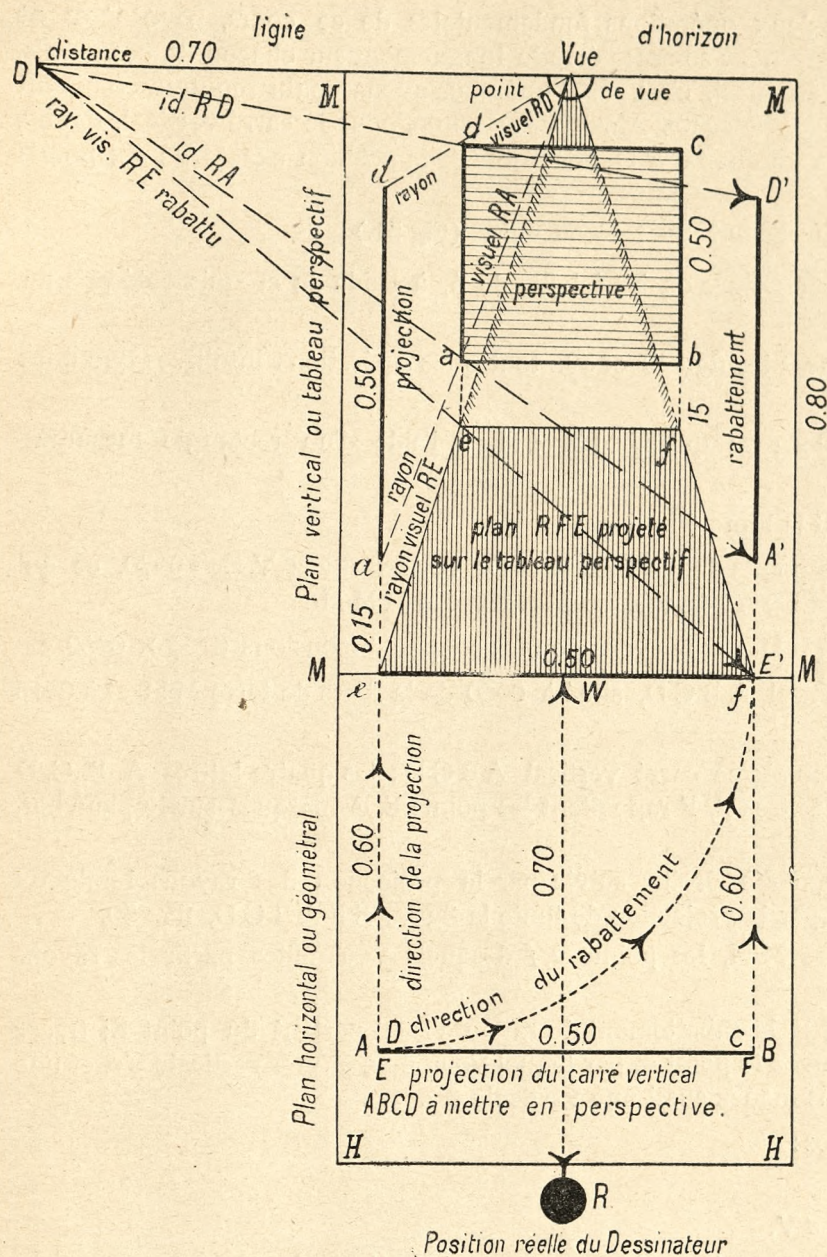 ligne
d'horizon
Vue
distance 0.70
D
M
point
de vue
M
id. RD
d
visuel RD
c
d
rayon
D'
id. RA
ray. vis. RE rabattu
visuel RA
0.50
perspective
Plan vertical ou tableau perspectif
projection
0.50
a
b
rabattement
0.80
15
e
f
rayon
rayon visuel RE
plan RFE projeté
sur le tableau perspectif
a
A'
0.15
M
e
0.50
W
f
E'
M
Plan horizontal ou géométral
0.60
direction de la projection
0.70
0.60
direction du rabattement
A
D
0.50
C
B
E
F
projection du carré vertical
ABCD à mettre en perspective.
H
H
R
Position réelle du Dessinateur